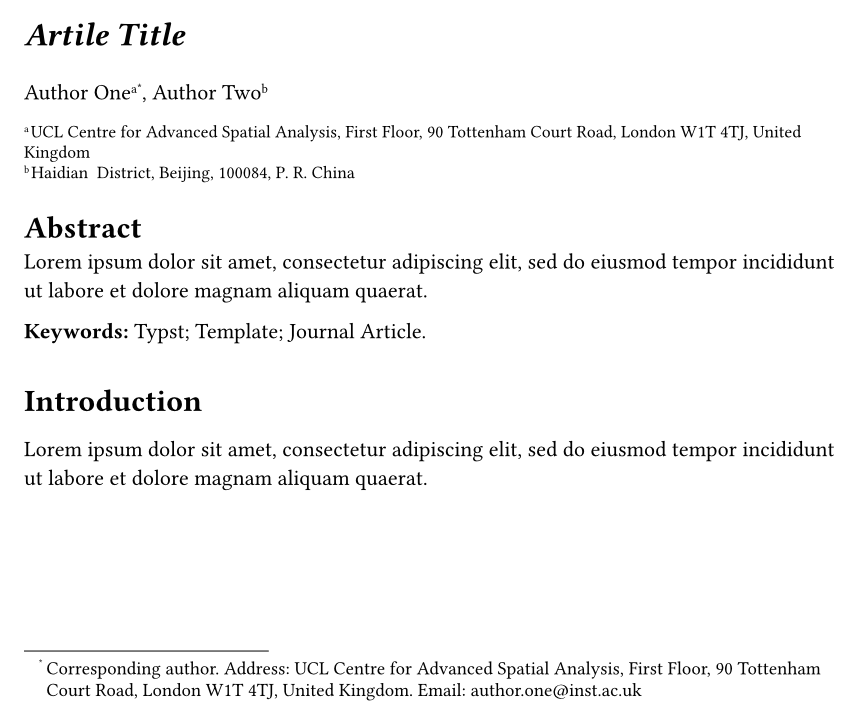 Artile Title
Author Oneᵃ*, Author Twoᵇ
ᵃUCL Centre for Advanced Spatial Analysis, First Floor, 90 Tottenham Court Road, London W1T 4TJ, United
Kingdom
ᵇHaidian District, Beijing, 100084, P. R. China
Abstract
Lorem ipsum dolor sit amet, consectetur adipiscing elit, sed do eiusmod tempor incididunt
ut labore et dolore magnam aliquam quaerat.
Keywords: Typst; Template; Journal Article.
Introduction
Lorem ipsum dolor sit amet, consectetur adipiscing elit, sed do eiusmod tempor incididunt
ut labore et dolore magnam aliquam quaerat.
* Corresponding author. Address: UCL Centre for Advanced Spatial Analysis, First Floor, 90 Tottenham
Court Road, London W1T 4TJ, United Kingdom. Email: author.one@inst.ac.uk